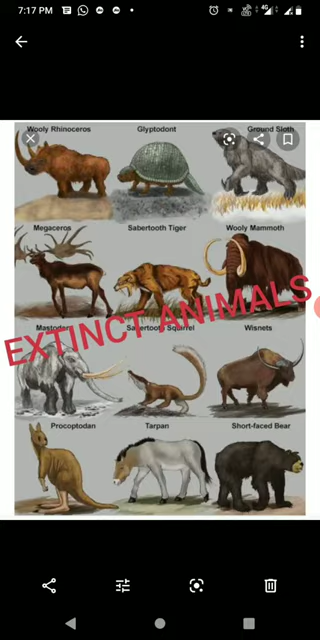 7:17 PM
4G
Wooly Rhinoceros Glyptodont Ground Sloth
Megaceros Sabertooth Tiger Wooly Mammoth
EXTINCT ANIMALS
Mastodon Sabertooth Squirrel Wisnets
Procoptodan Tarpan Short-faced Bear